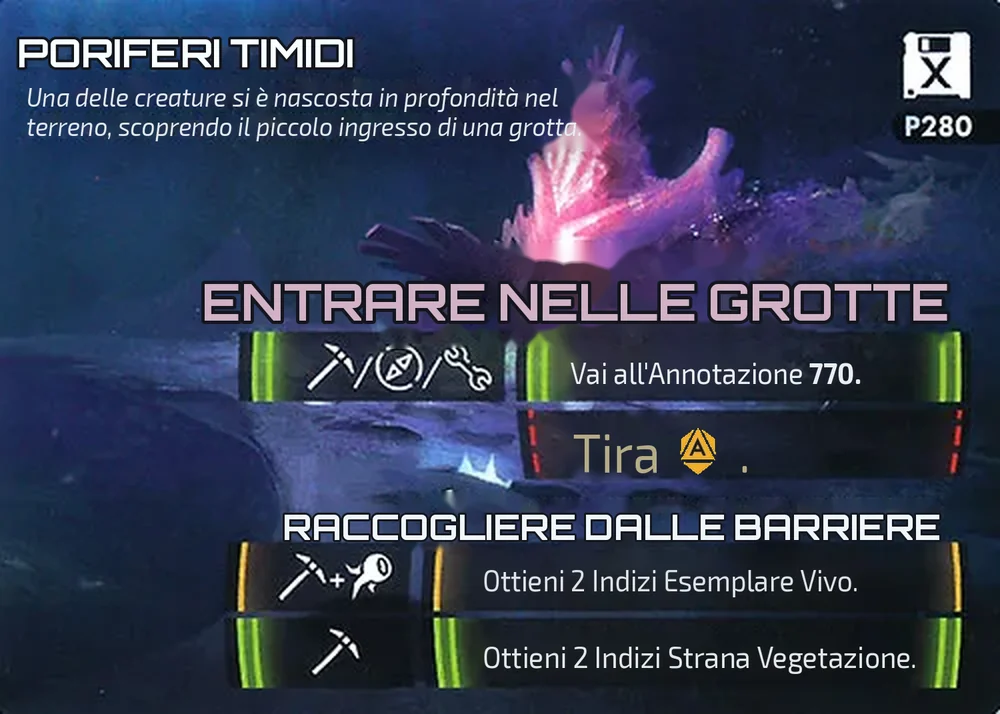 PORIFERI TIMIDI
Una delle creature si è nascosta in profondità nel
terreno, scoprendo il piccolo ingresso di una grotta.
X
P280
ENTRARE NELLE GROTTE
/ / Vai all'Annotazione 770.
Tira A .
RACCOGLIERE DALLE BARRIERE
+ Ottieni 2 Indizi Esemplare Vivo.
Ottieni 2 Indizi Strana Vegetazione.